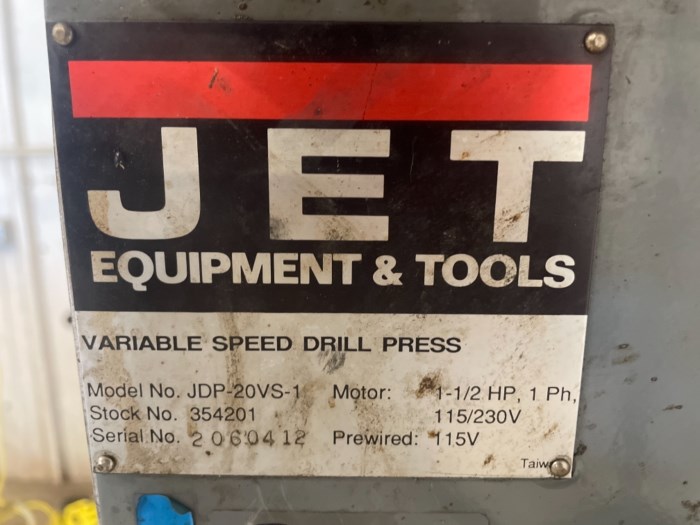 JET
EQUIPMENT & TOOLS
VARIABLE SPEED DRILL PRESS
Model No. JDP-20VS-1 Motor: 1-1/2 HP, 1 Ph,
Stock No. 354201 115/230V
Serial No. 2060412 Prewired: 115V